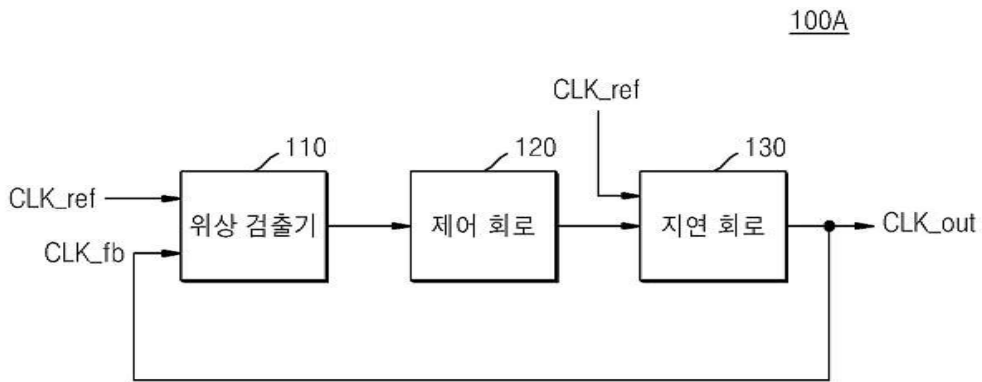 100A
CLK_ref
110
120
130
CLK_ref
위상 검출기
제어 회로
지연 회로
CLK_out
CLK_fb